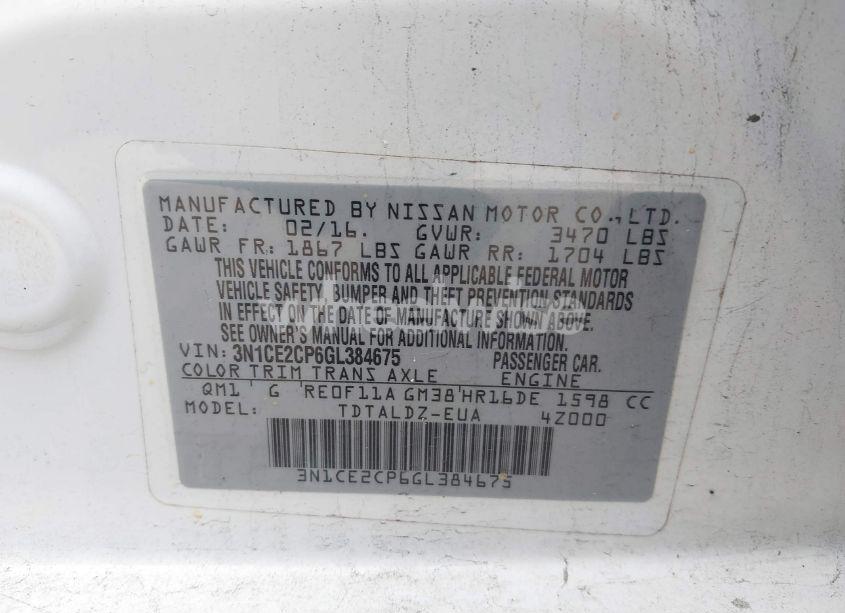 MANUFACTURED BY NISSAN MOTOR CO., LTD.
DATE: 02/16. GVWR: 3470 LBS
GAWR FR: 1867 LBS GAWR RR: 1704 LBS
THIS VEHICLE CONFORMS TO ALL APPLICABLE FEDERAL MOTOR
VEHICLE SAFETY, BUMPER AND THEFT PREVENTION STANDARDS
IN EFFECT ON THE DATE OF MANUFACTURE SHOWN ABOVE.
SEE OWNER'S MANUAL FOR ADDITIONAL INFORMATION.
VIN: 3N1CE2CP6GL384675 PASSENGER CAR.
COLOR TRIM TRANS AXLE ENGINE
QM1 G RE0F11A GM38 HR16DE 1598 CC
MODEL: TDTALDZ-EUA 4Z000
3N1CE2CP6GL384675